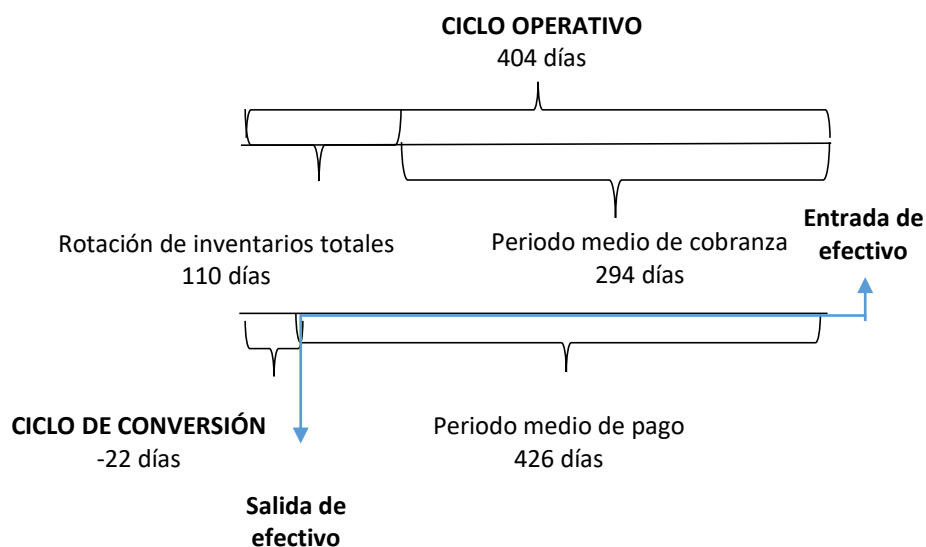 CICLO OPERATIVO
404 días
Rotación de inventarios totales
110 días
Periodo medio de cobranza
294 días
Entrada de
efectivo
CICLO DE CONVERSIÓN
-22 días
Periodo medio de pago
426 días
Salida de
efectivo